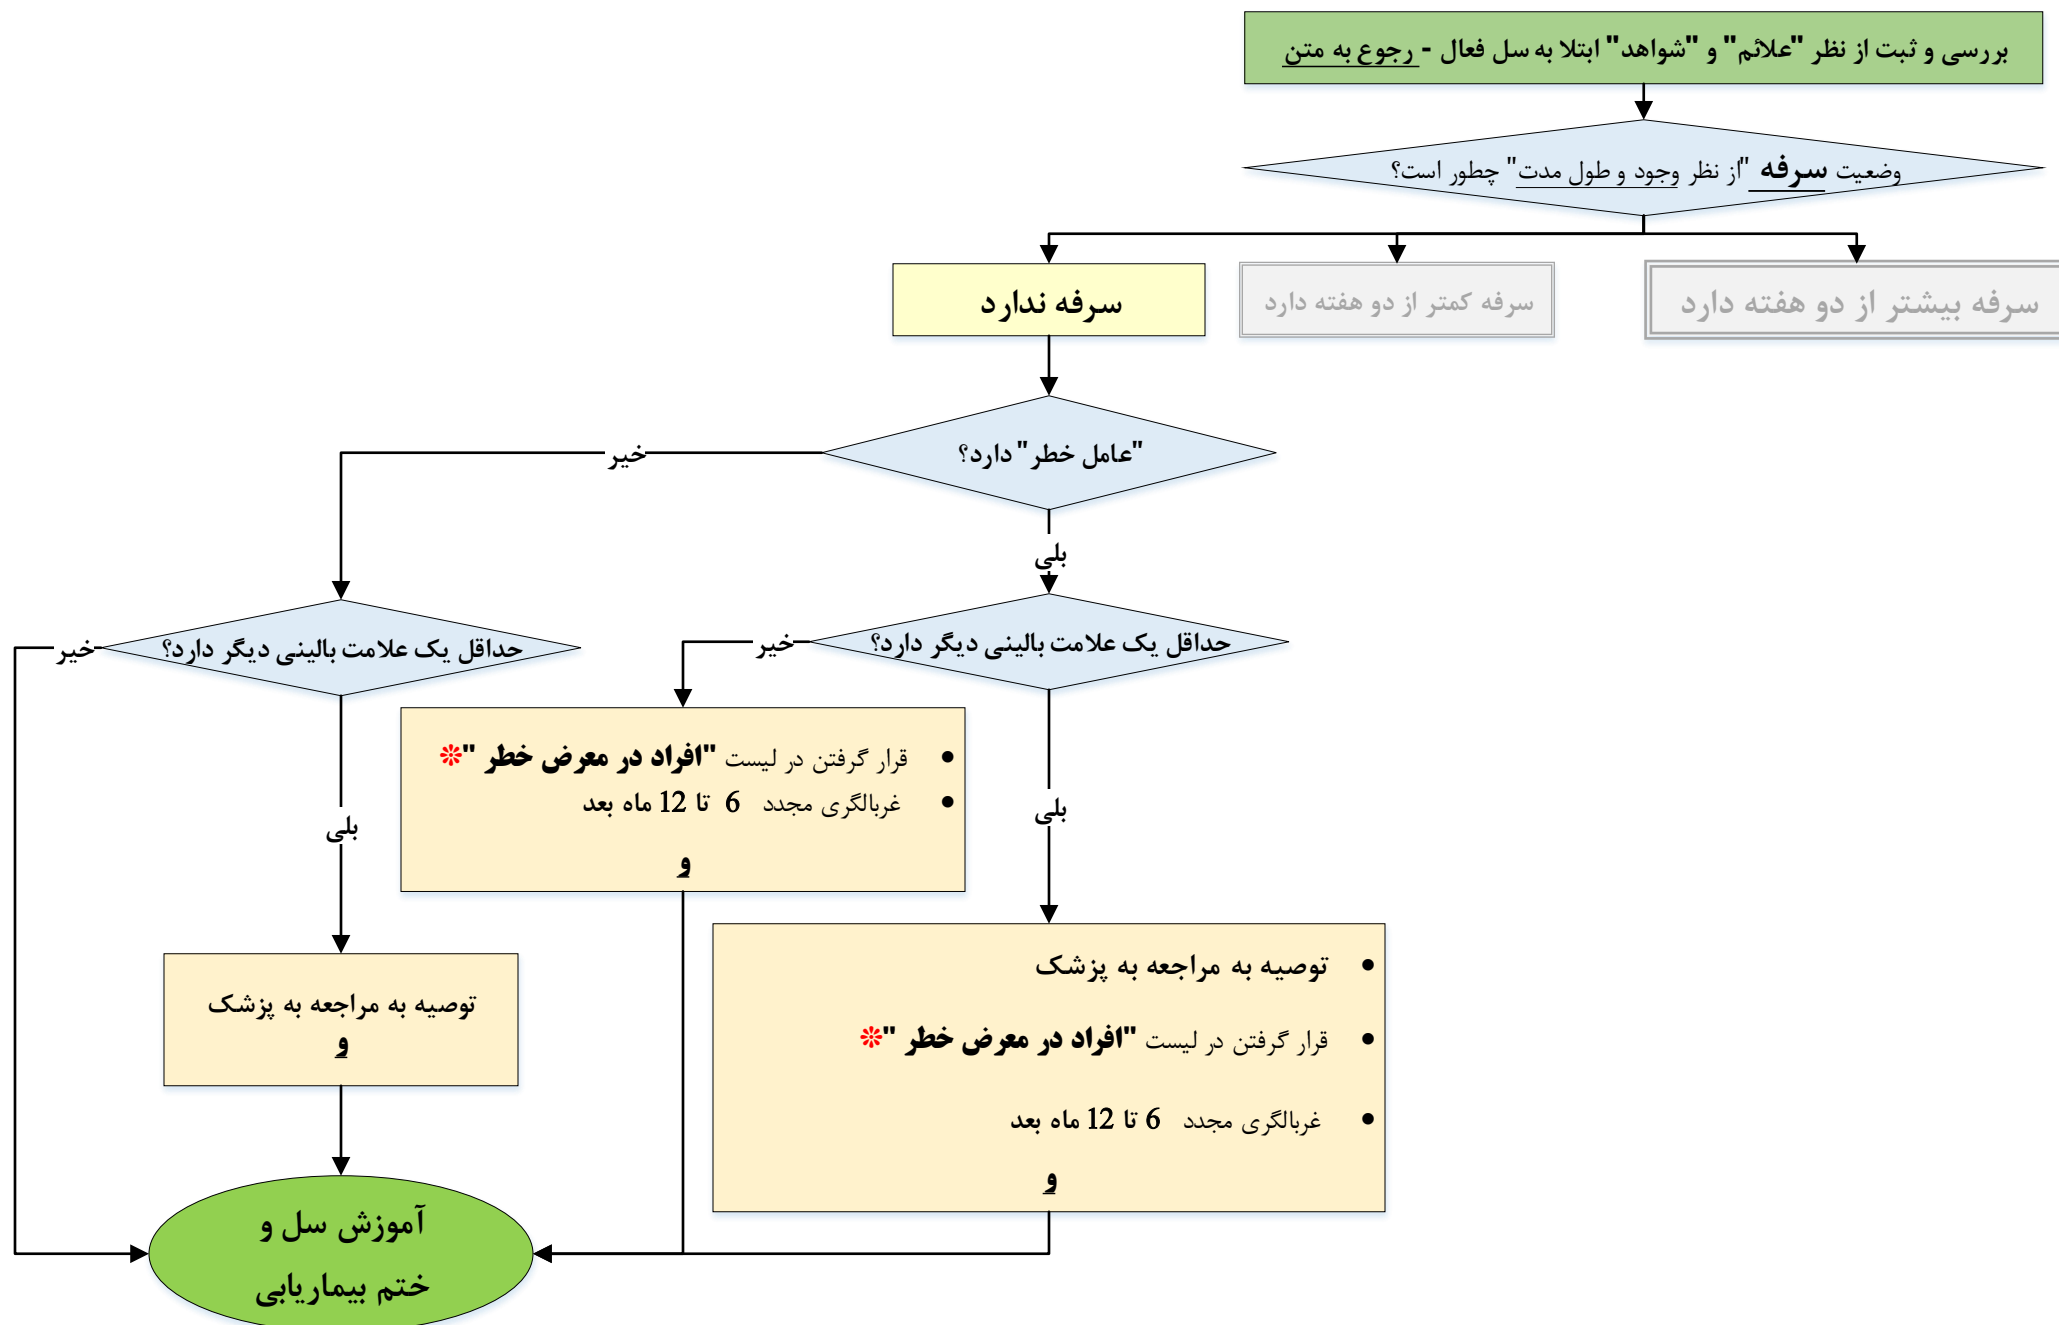 بررسی و ثبت از نظر "علائم" و "شواهد" ابتلا به سل فعال - رجوع به متن
وضعیت سرفه "از نظر وجود و طول مدت" چطور است؟
سرفه بیشتر از دو هفته دارد
سرفه کمتر از دو هفته دارد
سرفه ندارد
"عامل خطر" دارد؟
خیر
بلی
حداقل یک علامت بالینی دیگر دارد؟
خیر
بلی
حداقل یک علامت بالینی دیگر دارد؟
خیر
بلی
• قرار گرفتن در لیست "افراد در معرض خطر "❊
• غربالگری مجدد 6 تا 12 ماه بعد
و
• توصیه به مراجعه به پزشک
• قرار گرفتن در لیست "افراد در معرض خطر "❊
• غربالگری مجدد 6 تا 12 ماه بعد
و
توصیه به مراجعه به پزشک
و
آموزش سل و
ختم بیماریابی